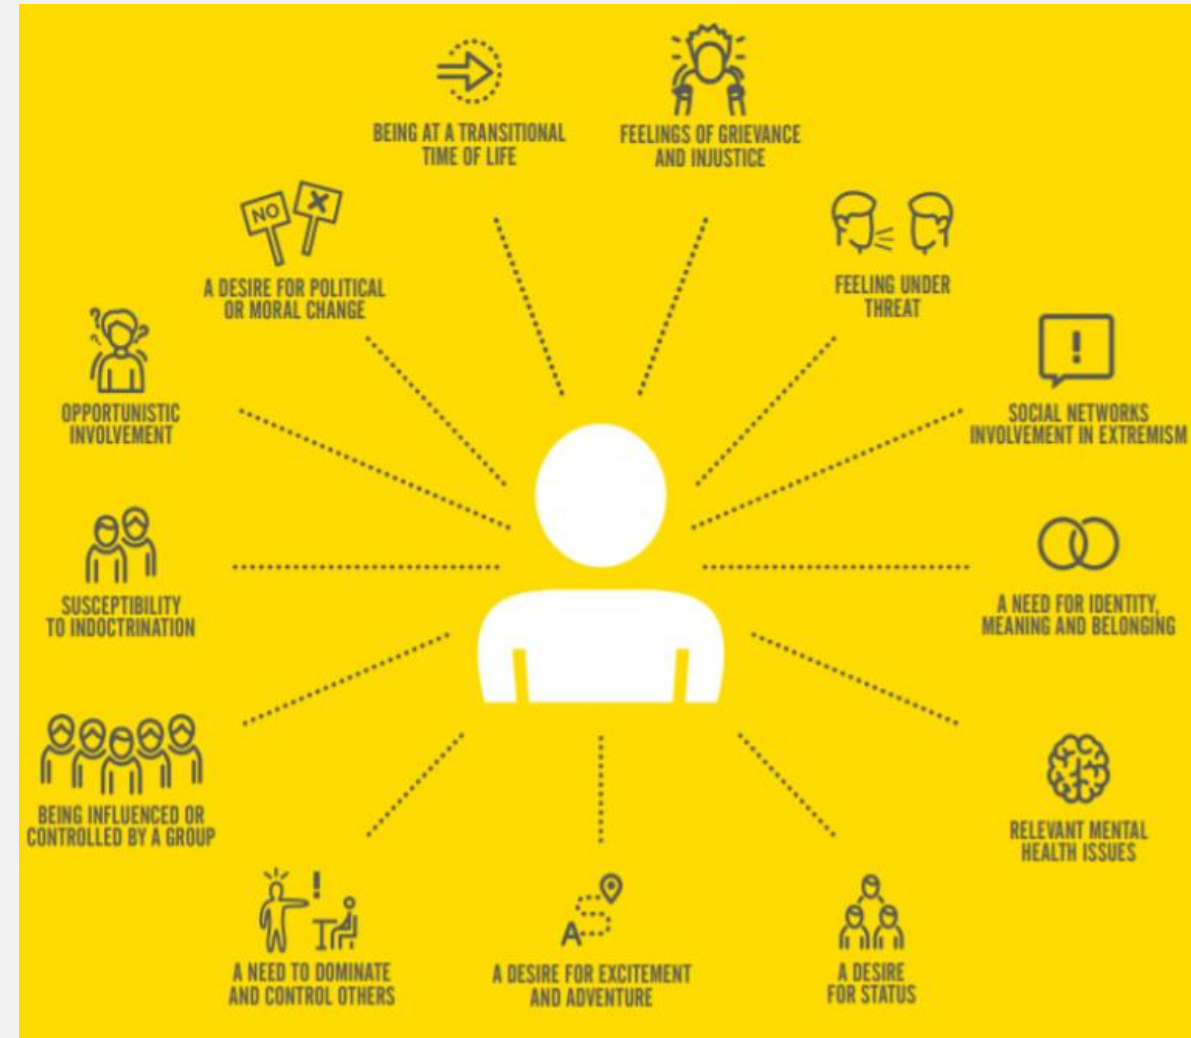 BEING AT A TRANSITIONAL
TIME OF LIFE
FEELINGS OF GRIEVANCE
AND INJUSTICE
NO
A DESIRE FOR POLITICAL
OR MORAL CHANGE
FEELING UNDER
THREAT
OPPORTUNISTIC
INVOLVEMENT
!
SOCIAL NETWORKS
INVOLVEMENT IN EXTREMISM
SUSCEPTIBILITY
TO INDOCTRINATION
A NEED FOR IDENTITY,
MEANING AND BELONGING
BEING INFLUENCED OR
CONTROLLED BY A GROUP
RELEVANT MENTAL
HEALTH ISSUES
!
A NEED TO DOMINATE
AND CONTROL OTHERS
A
A DESIRE FOR EXCITEMENT
AND ADVENTURE
A DESIRE
FOR STATUS